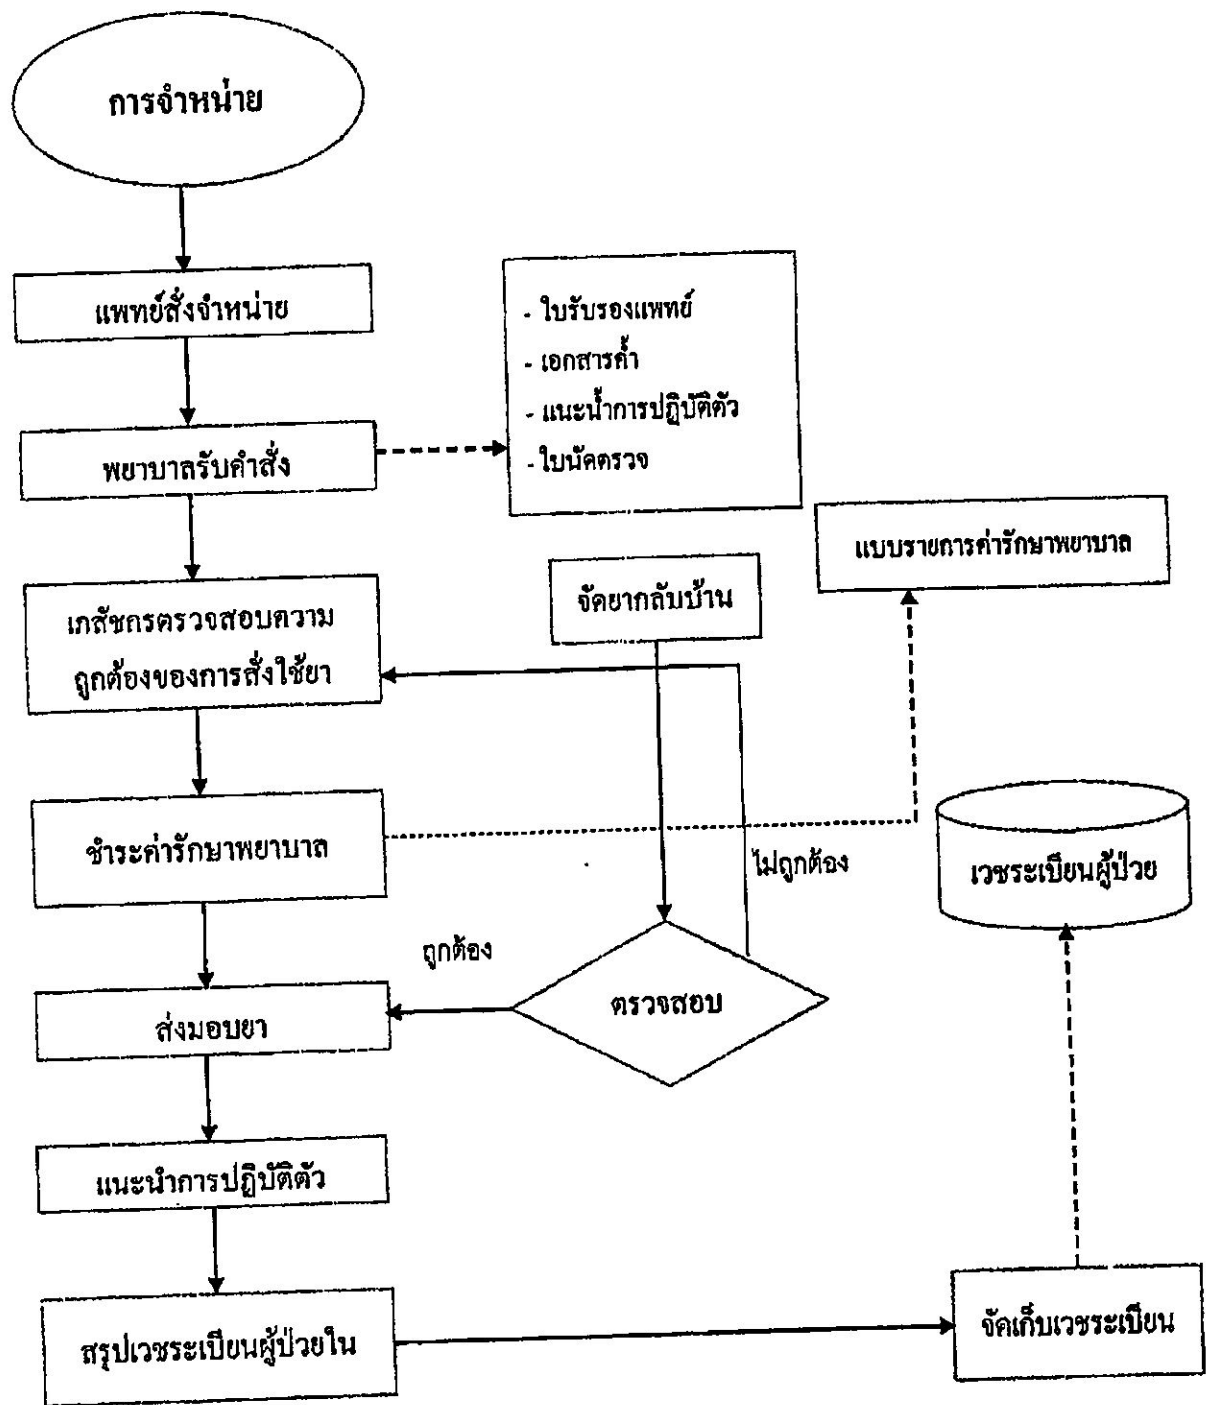 การจำหน่าย
แพทย์สั่งจำหน่าย
- ใบรับรองแพทย์
- เอกสารค้ำ
- แนะน้ำการปฏิบัติตัว
- ใบนัดตรวจ
พยาบาลรับคำสั่ง
แบบรายการค่ารักษาพยาบาล
จัดยากลับบ้าน
เภสัชกรตรวจสอบความ
ถูกต้องของการสั่งใช้ยา
ชำระค่ารักษาพยาบาล
ไม่ถูกต้อง
เวชระเบียนผู้ป่วย
ถูกต้อง
ตรวจสอบ
ส่งมอบยา
แนะนำการปฏิบัติตัว
สรุปเวชระเบียนผู้ป่วยใน
จัดเก็บเวชระเบียน